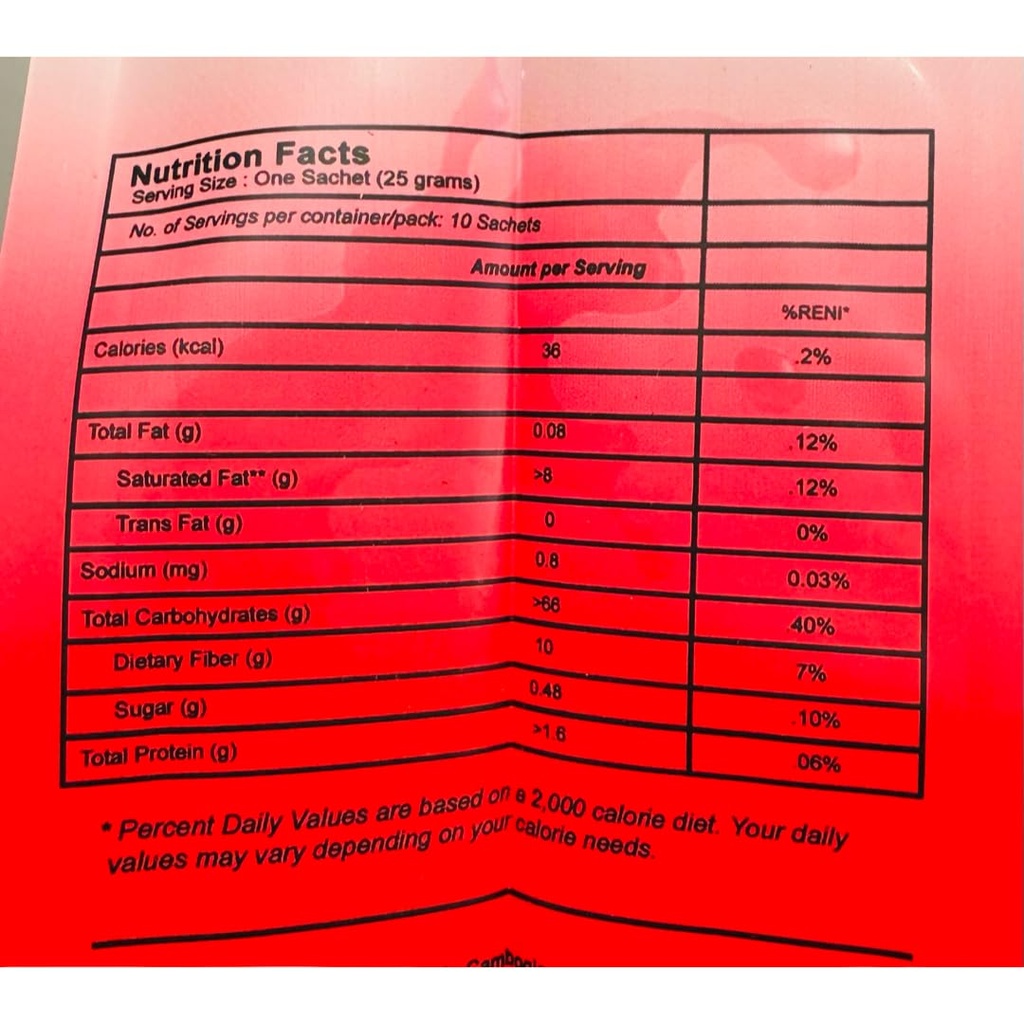 Nutrition Facts
Serving Size : One Sachet (25 grams)
No. of Servings per container/pack: 10 Sachets
Amount per Serving
%RENI*
Calories (kcal) 36 .2%
Total Fat (g) 0.08 .12%
Saturated Fat** (g) >8 .12%
Trans Fat (g) 0 0%
Sodium (mg) 0.8 0.03%
Total Carbohydrates (g) >66 .40%
Dietary Fiber (g) 10 7%
Sugar (g) 0.48 .10%
Total Protein (g) >1.6 06%
* Percent Daily Values are based on a 2,000 calorie diet. Your daily
values may vary depending on your calorie needs.